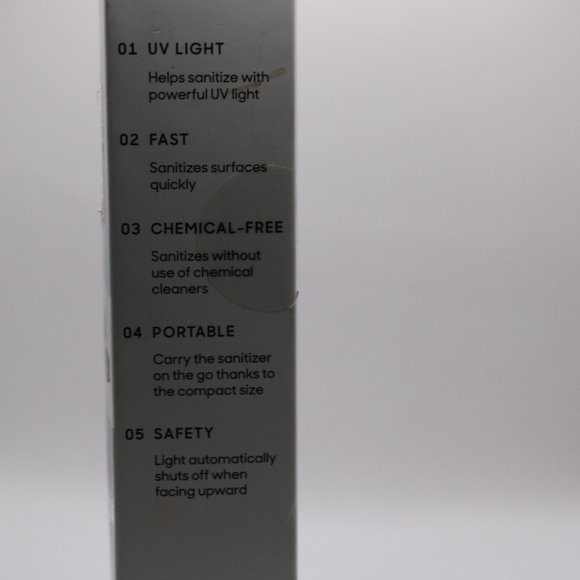 01 UV LIGHT
Helps sanitize with
powerful UV light
02 FAST
Sanitizes surfaces
quickly
03 CHEMICAL-FREE
Sanitizes without
use of chemical
cleaners
04 PORTABLE
Carry the sanitizer
on the go thanks to
the compact size
05 SAFETY
Light automatically
shuts off when
facing upward